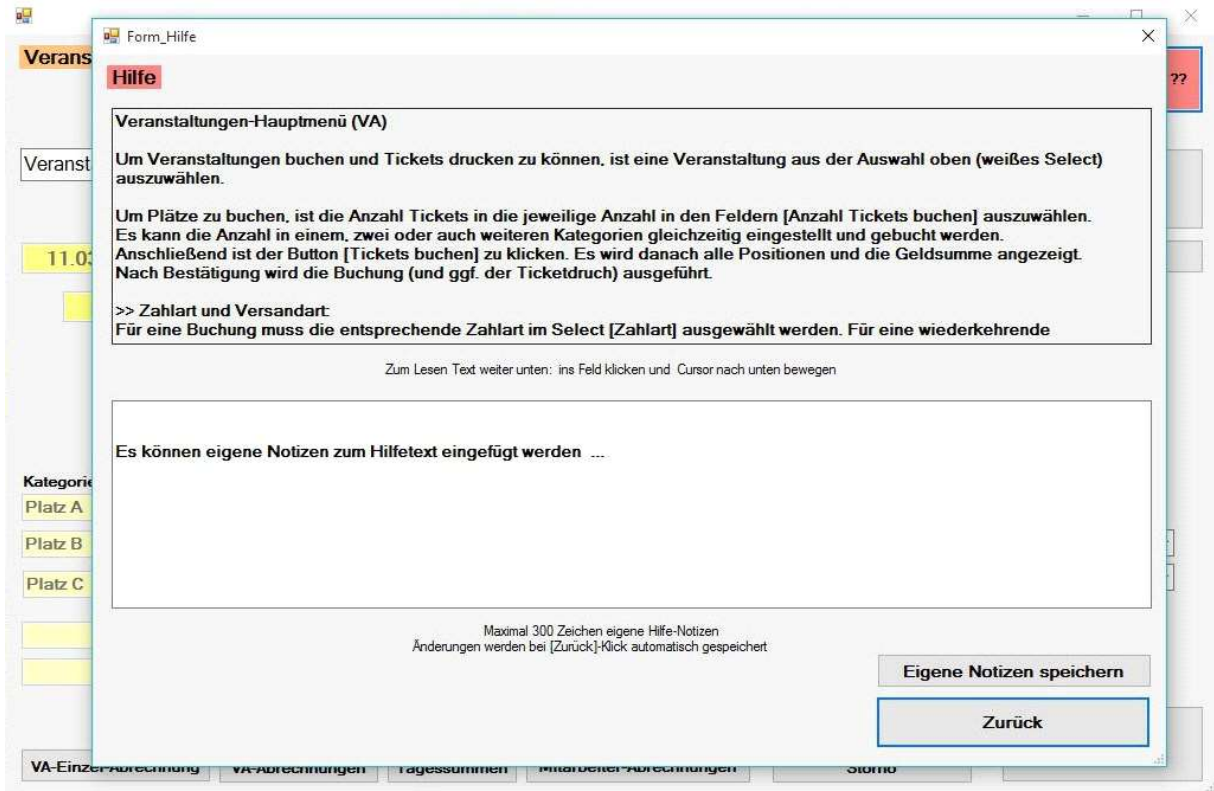 Form_Hilfe
Verans
Hilfe
??
Veranstaltungen-Hauptmenü (VA)
Um Veranstaltungen buchen und Tickets drucken zu können, ist eine Veranstaltung aus der Auswahl oben (weißes Select)
auszuwählen.
Veranst
Um Plätze zu buchen, ist die Anzahl Tickets in die jeweilige Anzahl in den Feldern [Anzahl Tickets buchen] auszuwählen.
Es kann die Anzahl in einem, zwei oder auch weiteren Kategorien gleichzeitig eingestellt und gebucht werden.
Anschließend ist der Button [Tickets buchen] zu klicken. Es wird danach alle Positionen und die Geldsumme angezeigt.
Nach Bestätigung wird die Buchung (und ggf. der Ticketdruch) ausgeführt.
11.03
>> Zahlart und Versandart:
Für eine Buchung muss die entsprechende Zahlart im Select [Zahlart] ausgewählt werden. Für eine wiederkehrende
Zum Lesen Text weiter unten: ins Feld klicken und Cursor nach unten bewegen
Es können eigene Notizen zum Hilfetext eingefügt werden ...
Kategorie
Platz A
Platz B
Platz C
Maximal 300 Zeichen eigene Hilfe-Notizen
Änderungen werden bei [Zurück]-Klick automatisch gespeichert
Eigene Notizen speichern
Zurück
VA-Einzel-Abrechnung VA-Abrechnungen Tagessummen Mitarbeiter-Abrechnungen Storno